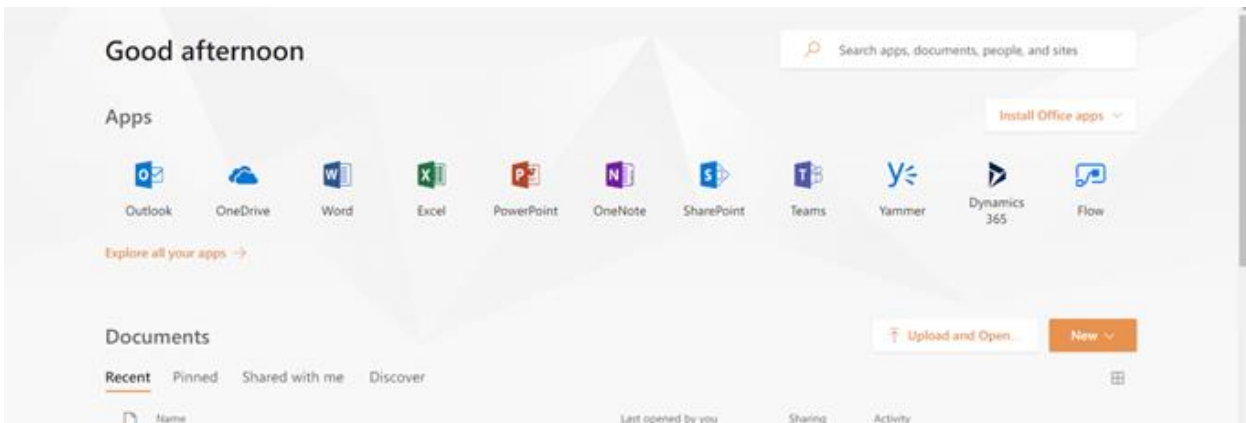 Good afternoon
Search apps, documents, people, and sites
Apps
Install Office apps
Outlook OneDrive Word Excel PowerPoint OneNote SharePoint Teams Yammer Dynamics 365 Flow
Explore all your apps →
Documents
Upload and Open...
New
Recent Pinned Shared with me Discover
Name Last opened by you Sharing Activity